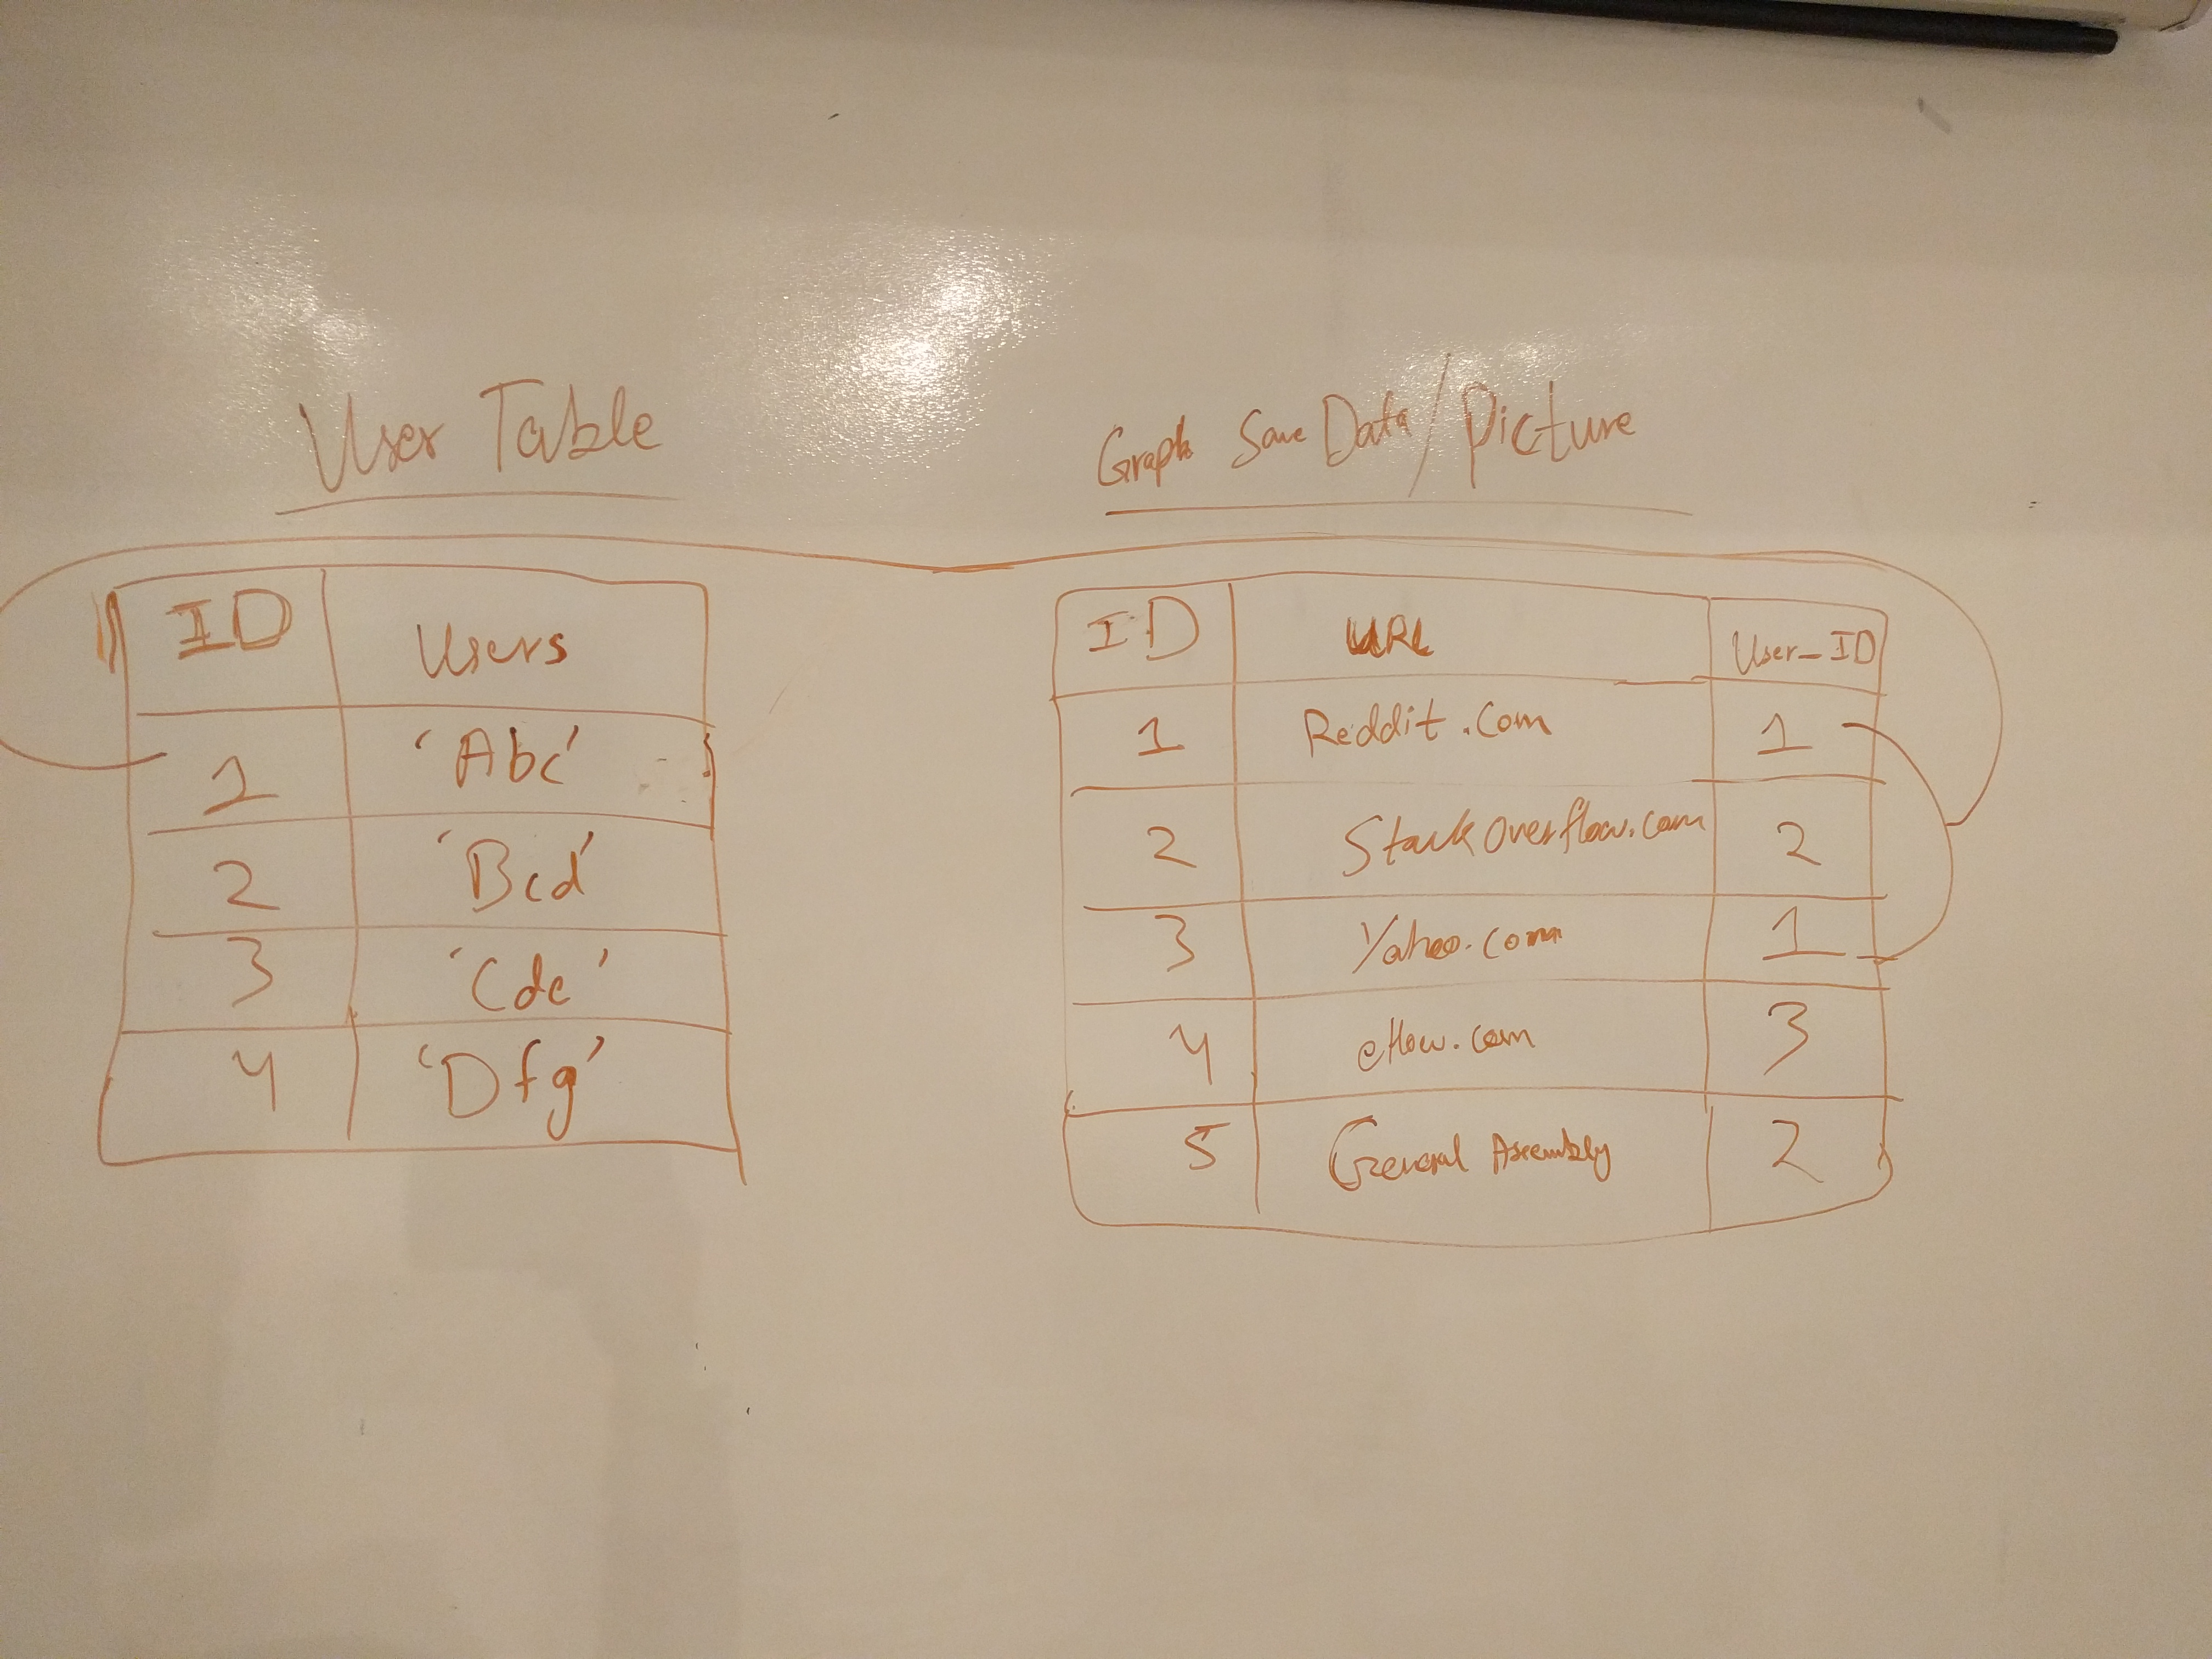 User Table
Graph Save Data/Picture
ID Users
1 'Abc'
2 'Bcd'
3 'Cde'
4 'Dfg'
ID URL User_ID
1 Reddit.com 1
2 StackOverflow.com 2
3 Yahoo.com 1
4 eHow.com 3
5 General Assembly 2